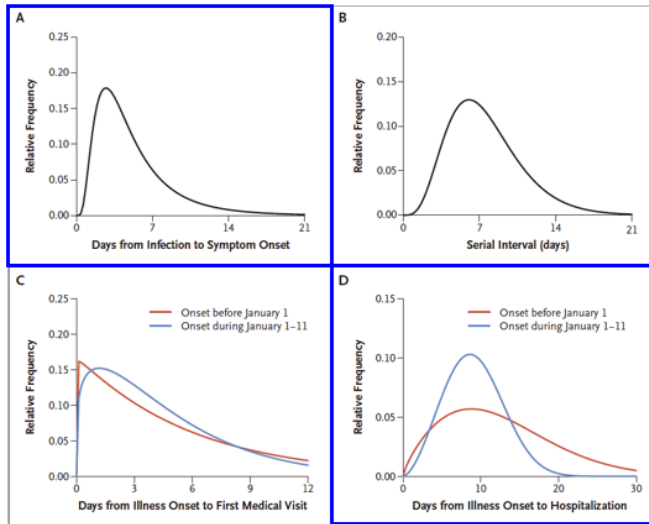 A
0.25
0.20
0.15
0.10
0.05
0.00
Relative Frequency
0 7 14 21
Days from Infection to Symptom Onset
B
0.20
0.15
0.10
0.05
0.00
Relative Frequency
0 7 14 21
Serial Interval (days)
C
0.25
0.20
0.15
0.10
0.05
0.00
Relative Frequency
Onset before January 1
Onset during January 1–11
0 3 6 9 12
Days from Illness Onset to First Medical Visit
D
0.15
0.10
0.05
0.00
Relative Frequency
Onset before January 1
Onset during January 1–11
0 10 20 30
Days from Illness Onset to Hospitalization